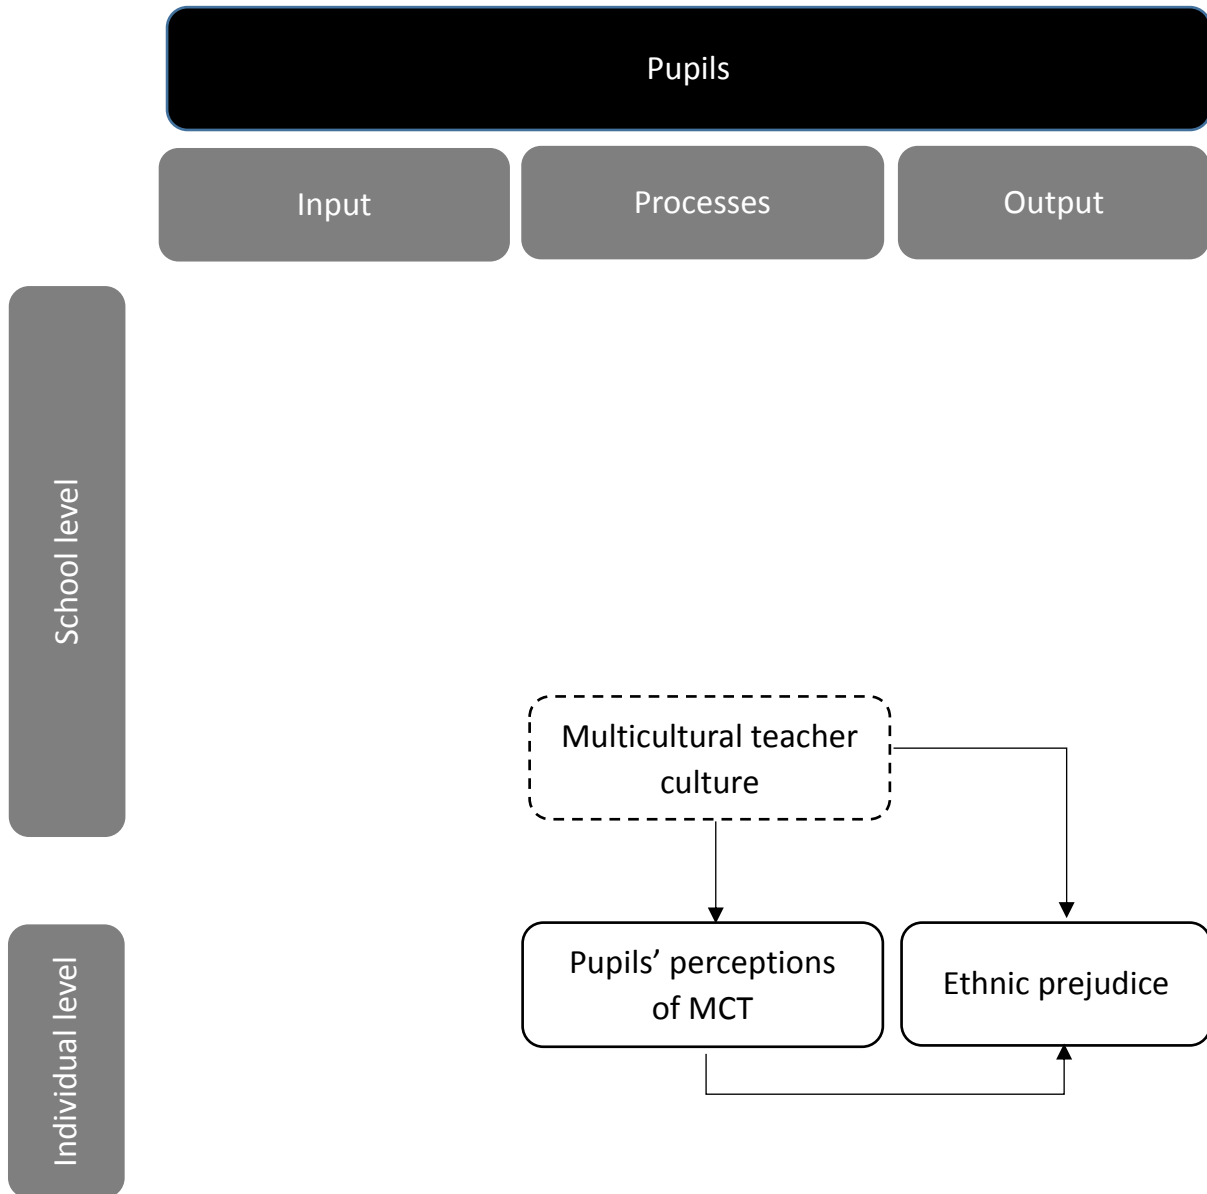 Pupils
Input
Processes
Output
School level
Multicultural teacher
culture
Individual level
Pupils’ perceptions
of MCT
Ethnic prejudice